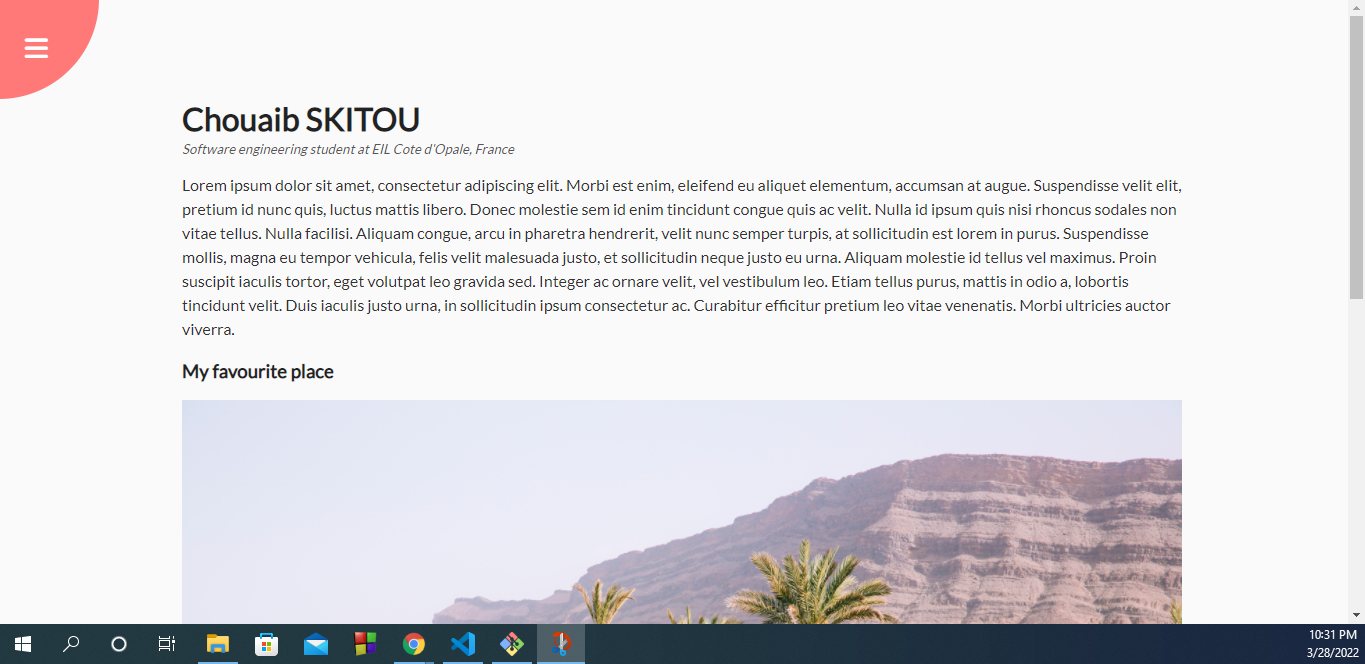 Chouaib SKITOU
Software engineering student at EIL Cote d'Opale, France
Lorem ipsum dolor sit amet, consectetur adipiscing elit. Morbi est enim, eleifend eu aliquet elementum, accumsan at augue. Suspendisse velit elit,
pretium id nunc quis, luctus mattis libero. Donec molestie sem id enim tincidunt congue quis ac velit. Nulla id ipsum quis nisi rhoncus sodales non
vitae tellus. Nulla facilisi. Aliquam congue, arcu in pharetra hendrerit, velit nunc semper turpis, at sollicitudin est lorem in purus. Suspendisse
mollis, magna eu tempor vehicula, felis velit malesuada justo, et sollicitudin neque justo eu urna. Aliquam molestie id tellus vel maximus. Proin
suscipit iaculis tortor, eget volutpat leo gravida sed. Integer ac ornare velit, vel vestibulum leo. Etiam tellus purus, mattis in odio a, lobortis
tincidunt velit. Duis iaculis justo urna, in sollicitudin ipsum consectetur ac. Curabitur efficitur pretium leo vitae venenatis. Morbi ultricies auctor
viverra.
My favourite place
10:31 PM
3/28/2022